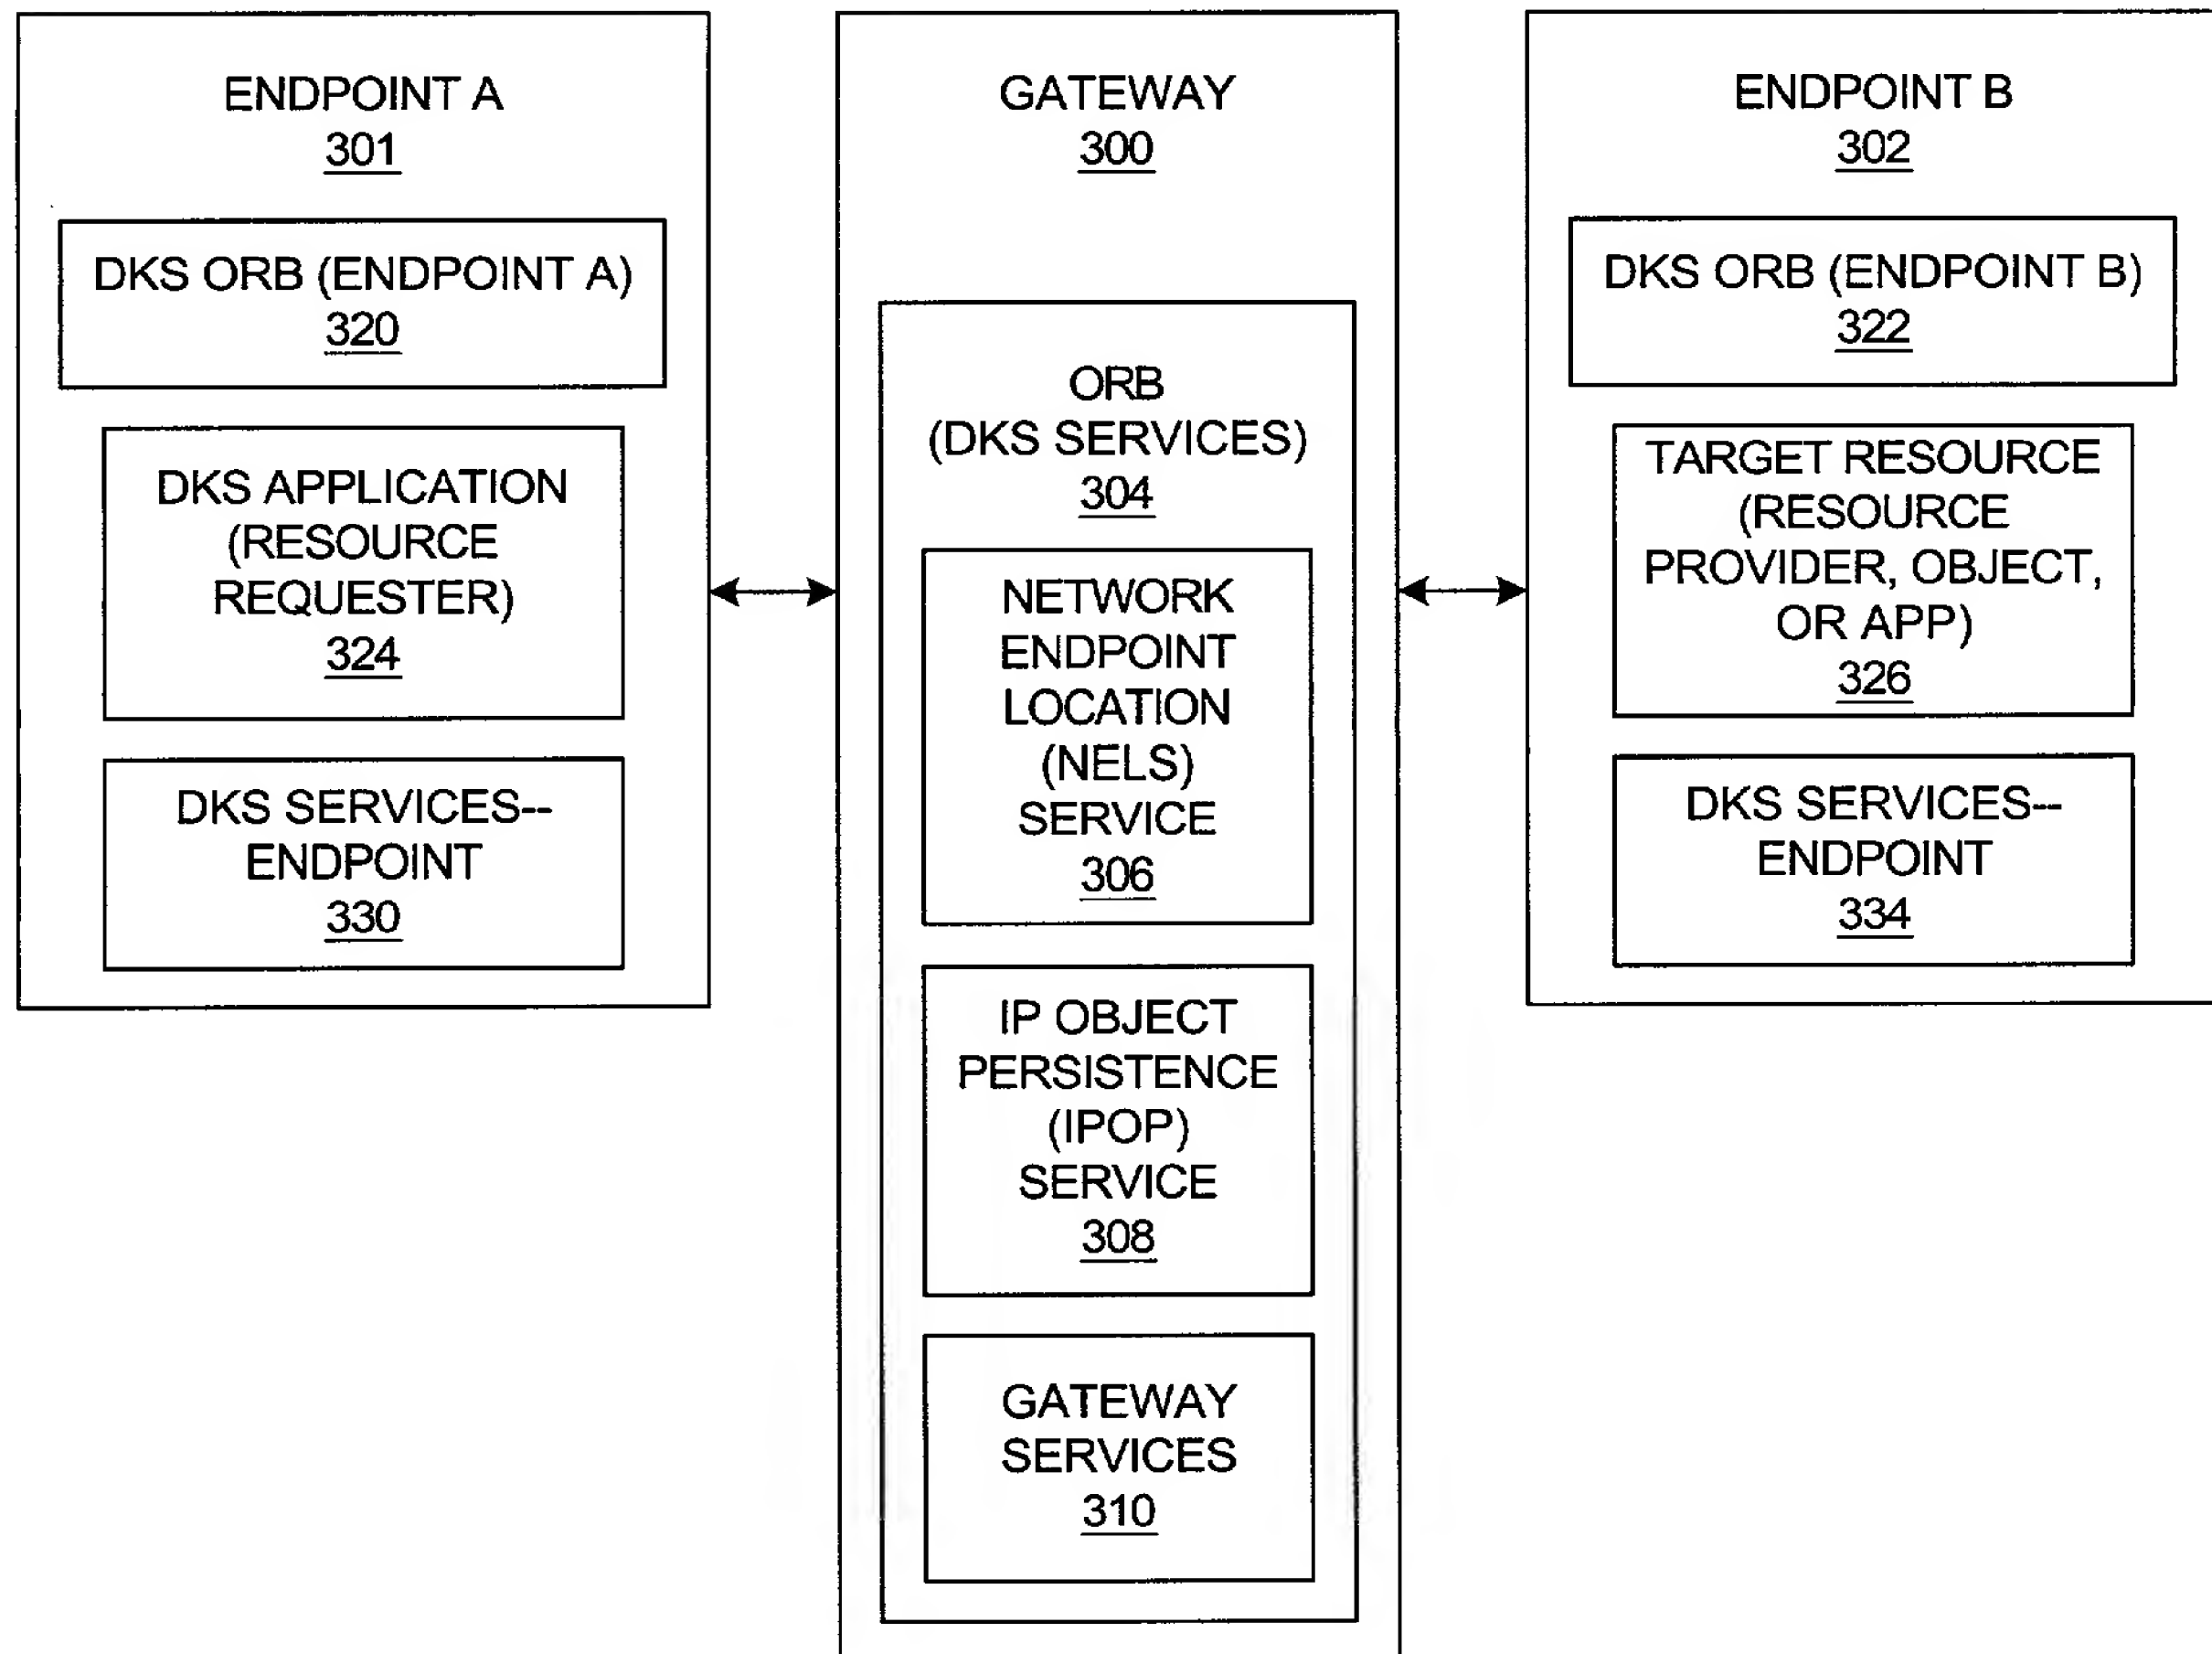 ENDPOINT A
301
DKS ORB (ENDPOINT A)
320
DKS APPLICATION
(RESOURCE
REQUESTER)
324
DKS SERVICES--
ENDPOINT
330
GATEWAY
300
ORB
(DKS SERVICES)
304
NETWORK
ENDPOINT
LOCATION
(NELS)
SERVICE
306
IP OBJECT
PERSISTENCE
(IPOP)
SERVICE
308
GATEWAY
SERVICES
310
ENDPOINT B
302
DKS ORB (ENDPOINT B)
322
TARGET RESOURCE
(RESOURCE
PROVIDER, OBJECT,
OR APP)
326
DKS SERVICES--
ENDPOINT
334